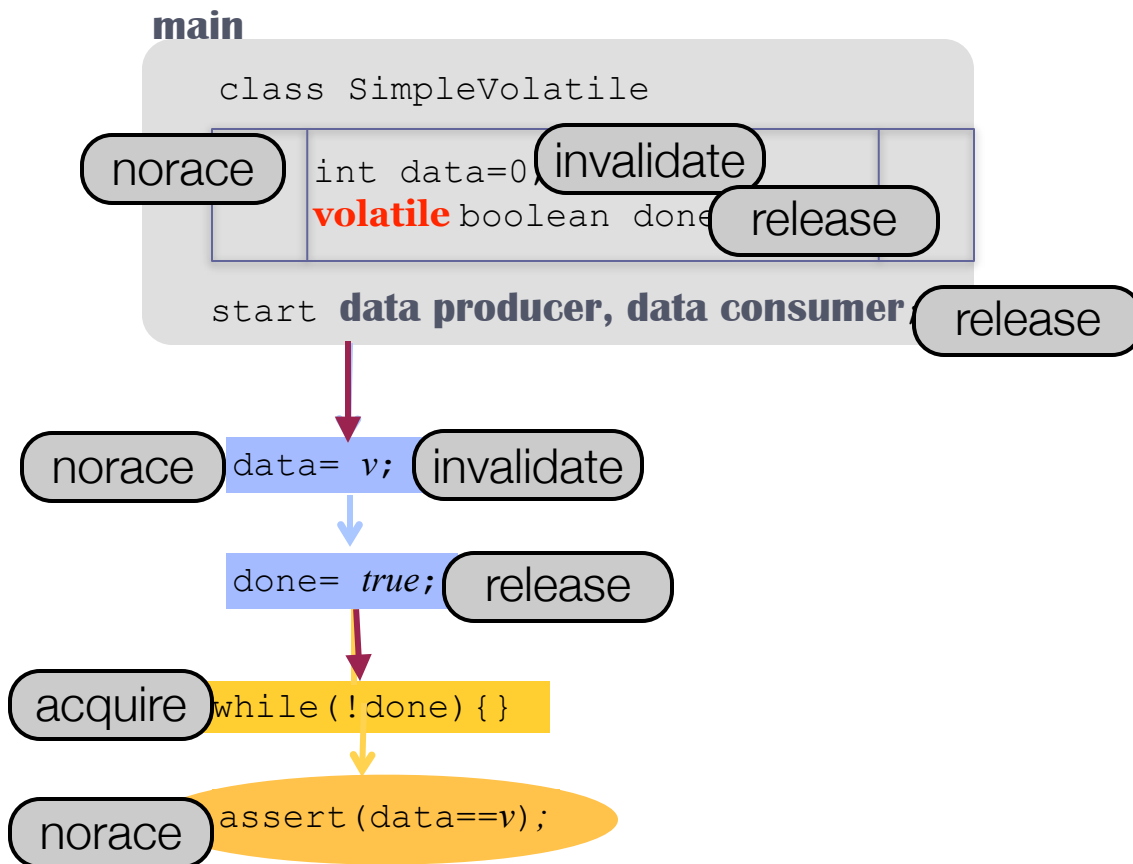 main
class SimpleVolatile
norace int data=0; invalidate
volatile boolean done release
start data producer, data consumer; release
norace data= v; invalidate
done= true; release
acquire while(!done){}
norace assert(data==v);